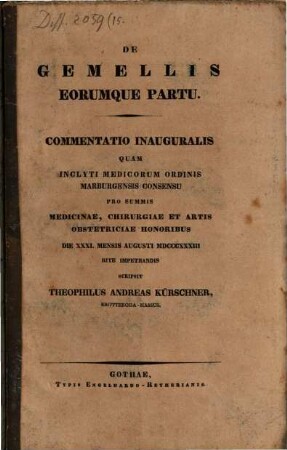 Diss. 2059 (15.
DE
GEMELLIS
EORUMQUE PARTU.
COMMENTATIO INAUGURALIS
QUAM
INCLYTI MEDICORUM ORDINIS
MARBURGENSIS CONSENSU
PRO SUMMIS
MEDICINAE, CHIRURGIAE ET ARTIS
OBSTETRICIAE HONORIBUS
DIE XXXI. MENSIS AUGUSTI MDCCCXXXIII
RITE IMPETRANDIS
SCRIPSIT
THEOPHILUS ANDREAS KÜRSCHNER,
GOTHAE,
TYPIS ENGELHARDO-REYHERIANIS.